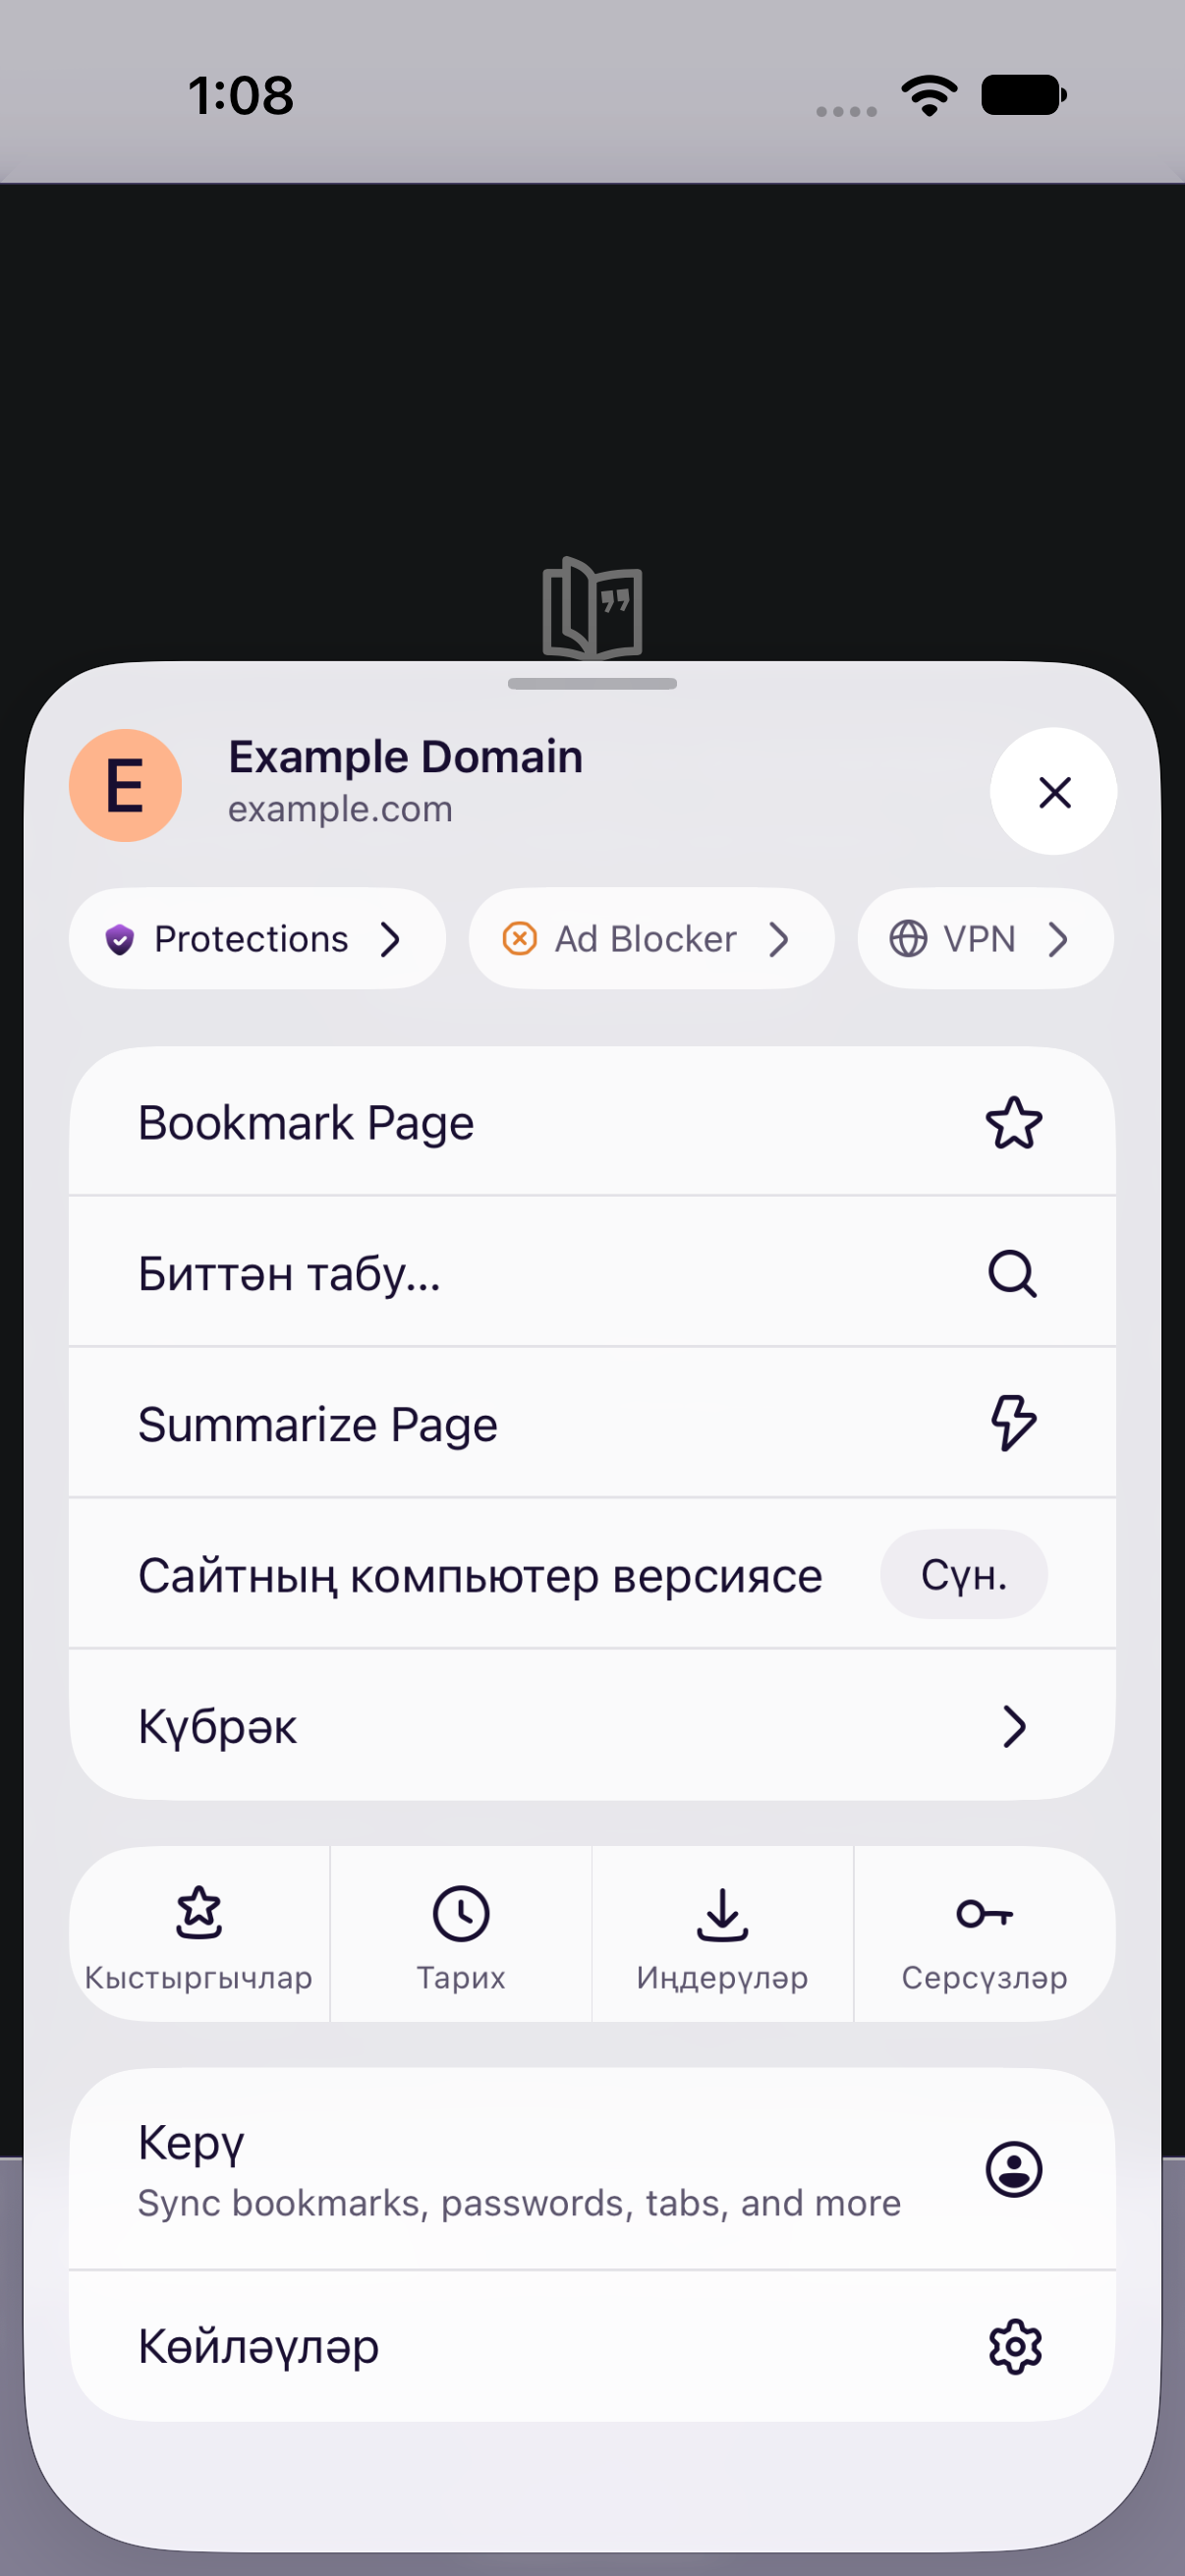 1:08
E
Example Domain
example.com
Protections
Ad Blocker
VPN
Bookmark Page
Биттән табу...
Summarize Page
Сайтның компьютер версиясе
Сүн.
Күбрәк
Кыстыргычлар
Тарих
Иңдерүләр
Серсүзләр
Керү
Sync bookmarks, passwords, tabs, and more
Көйләүләр